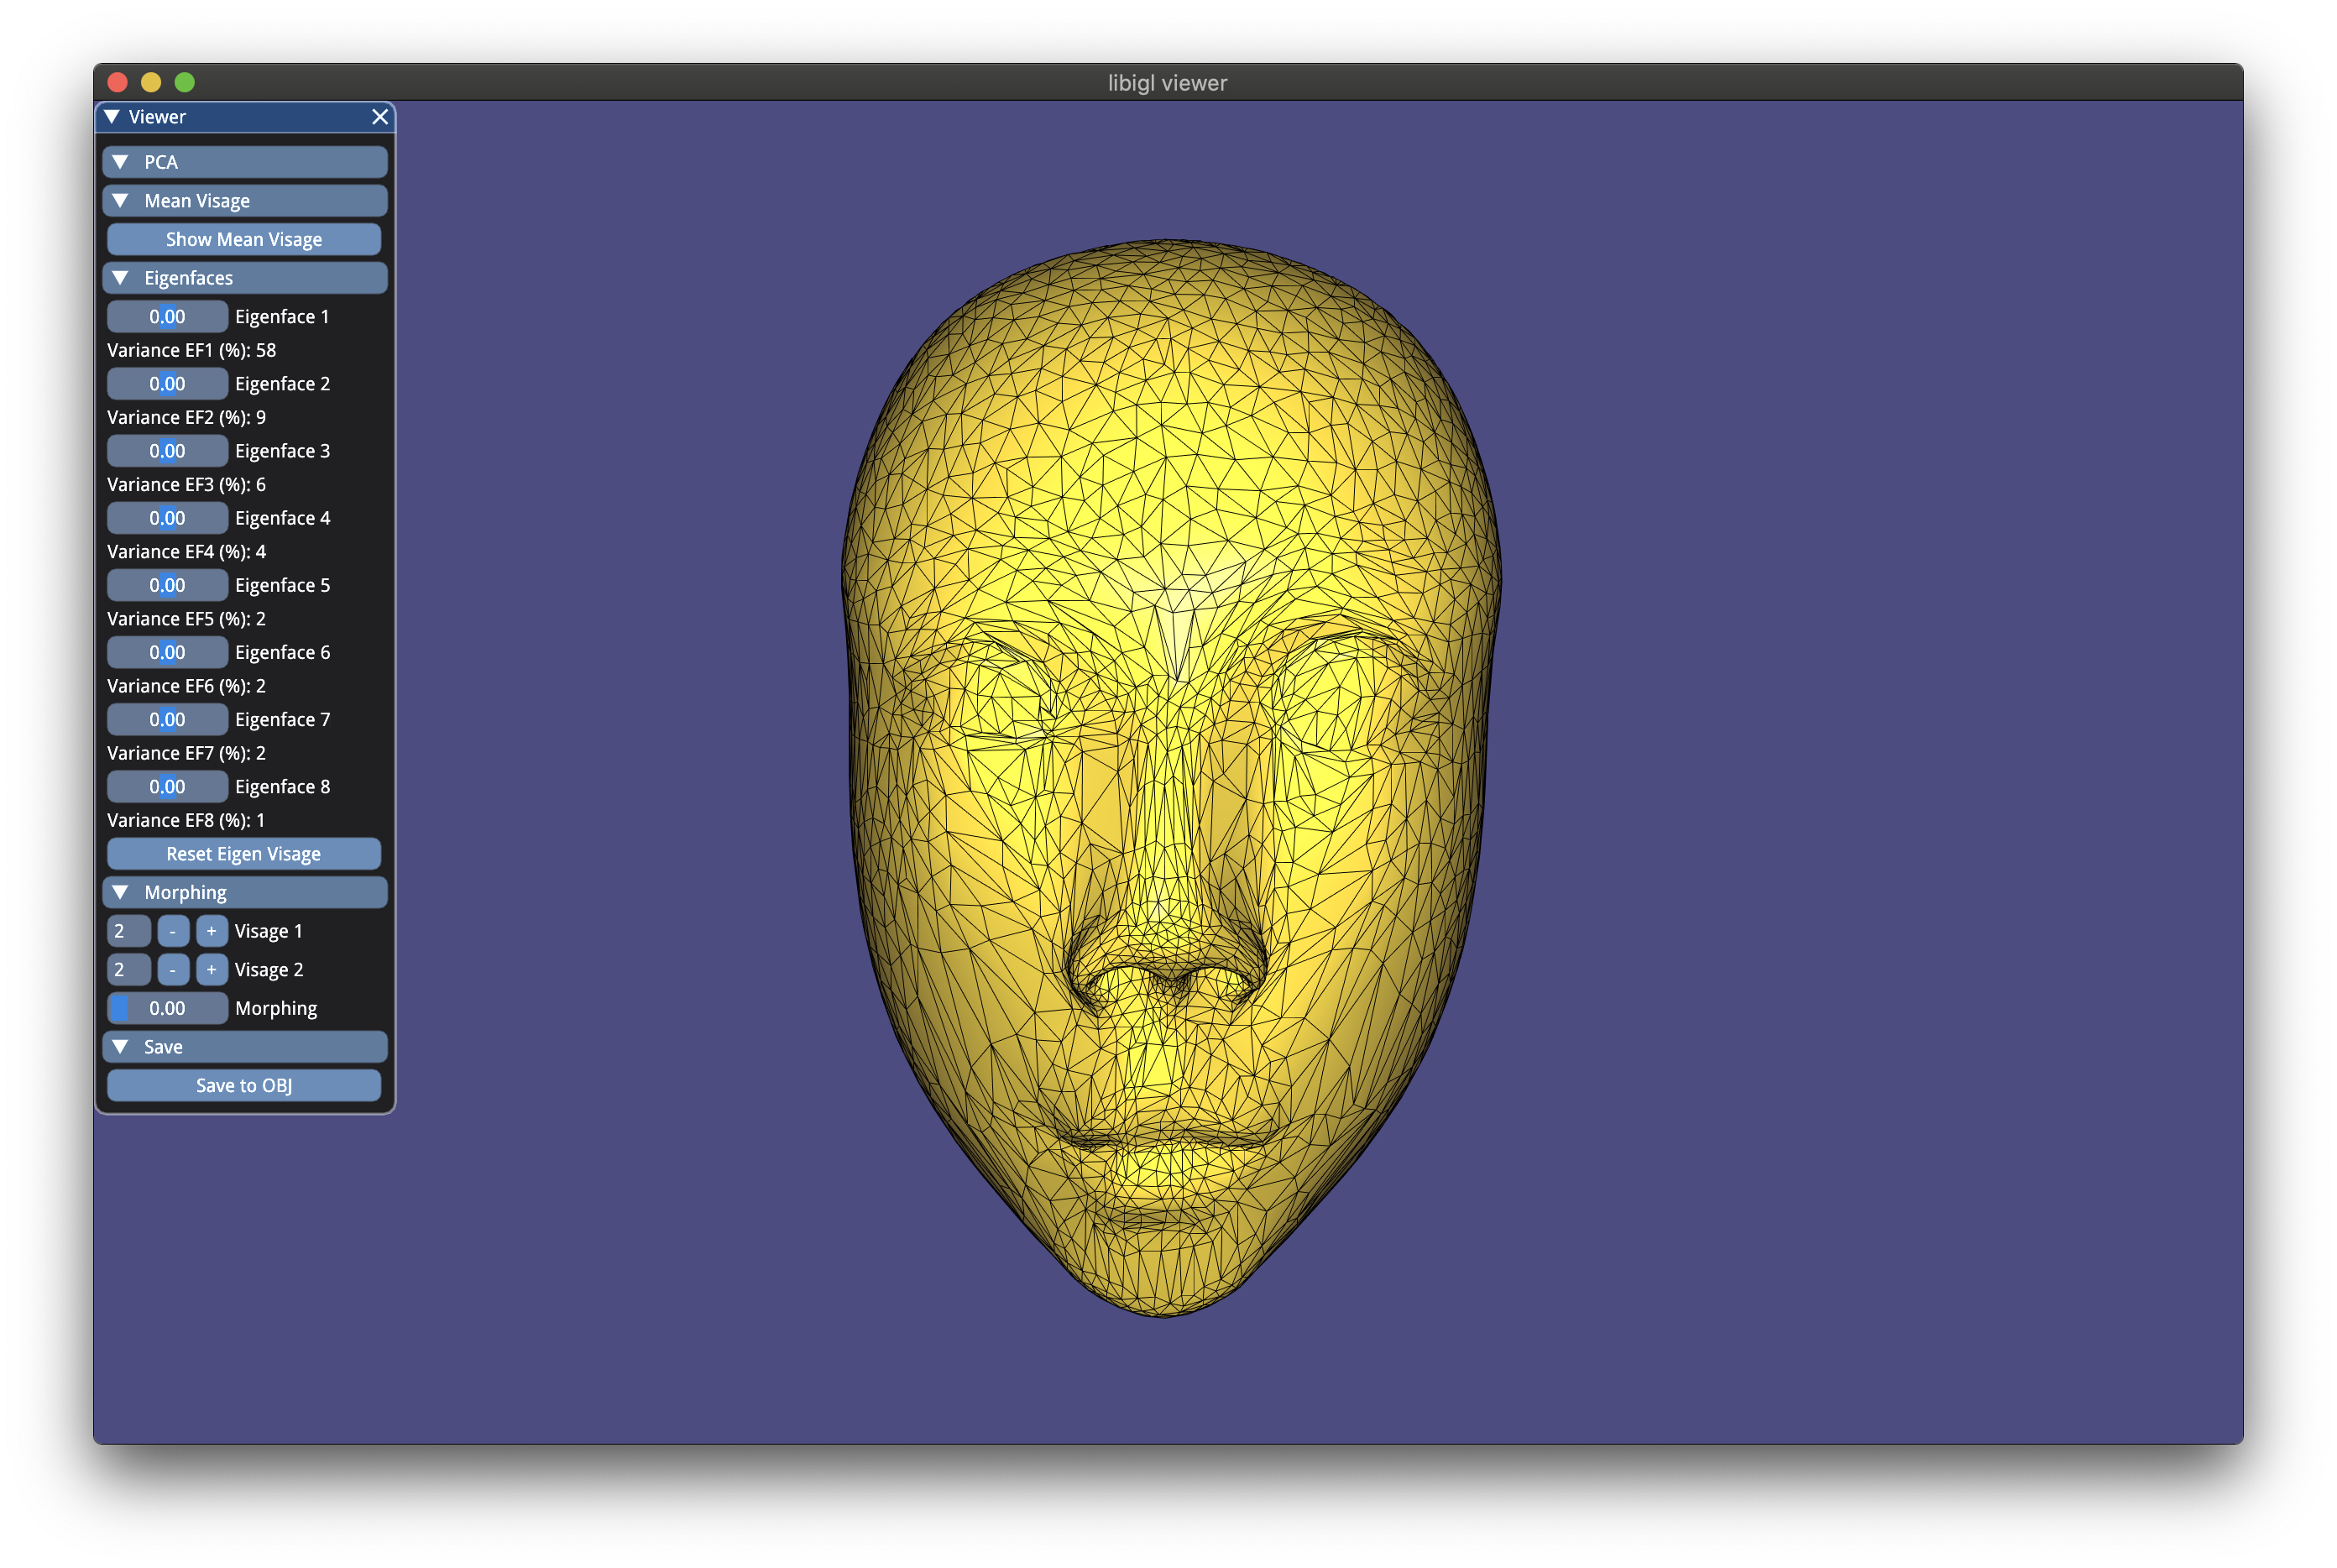 libigl viewer
Viewer
PCA
Mean Visage
Show Mean Visage
Eigenfaces
0.00 Eigenface 1
Variance EF1 (%): 58
0.00 Eigenface 2
Variance EF2 (%): 9
0.00 Eigenface 3
Variance EF3 (%): 6
0.00 Eigenface 4
Variance EF4 (%): 4
0.00 Eigenface 5
Variance EF5 (%): 2
0.00 Eigenface 6
Variance EF6 (%): 2
0.00 Eigenface 7
Variance EF7 (%): 2
0.00 Eigenface 8
Variance EF8 (%): 1
Reset Eigen Visage
Morphing
2 - + Visage 1
2 - + Visage 2
0.00 Morphing
Save
Save to OBJ